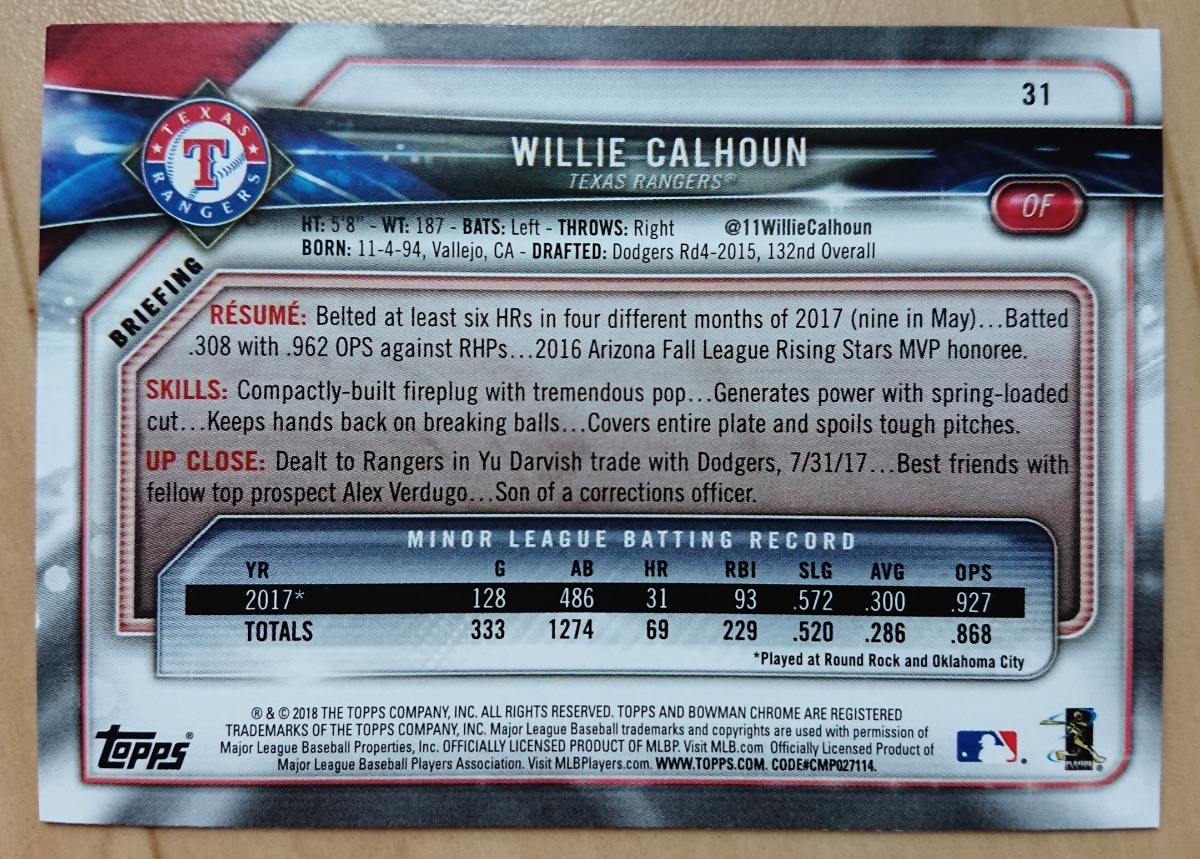 31
TEXAS
T
RANGERS
WILLIE CALHOUN
TEXAS RANGERS®
OF
HT: 5'8" - WT: 187 - BATS: Left - THROWS: Right @11WillieCalhoun
BORN: 11-4-94, Vallejo, CA - DRAFTED: Dodgers Rd4-2015, 132nd Overall
BRIEFING
RÉSUMÉ: Belted at least six HRs in four different months of 2017 (nine in May)...Batted
.308 with .962 OPS against RHPs...2016 Arizona Fall League Rising Stars MVP honoree.
SKILLS: Compactly-built fireplug with tremendous pop...Generates power with spring-loaded
cut...Keeps hands back on breaking balls...Covers entire plate and spoils tough pitches.
UP CLOSE: Dealt to Rangers in Yu Darvish trade with Dodgers, 7/31/17...Best friends with
fellow top prospect Alex Verdugo...Son of a corrections officer.
MINOR LEAGUE BATTING RECORD
YR G AB HR RBI SLG AVG OPS
2017* 128 486 31 93 .572 .300 .927
TOTALS 333 1274 69 229 .520 .286 .868
*Played at Round Rock and Oklahoma City
® & © 2018 THE TOPPS COMPANY, INC. ALL RIGHTS RESERVED. TOPPS AND BOWMAN CHROME ARE REGISTERED
TRADEMARKS OF THE TOPPS COMPANY, INC. Major League Baseball trademarks and copyrights are used with permission of
Major League Baseball Properties, Inc. OFFICIALLY LICENSED PRODUCT OF MLBP. Visit MLB.com Officially Licensed Product of
Major League Baseball Players Association. Visit MLBPlayers.com. WWW.TOPPS.COM. CODE#CMP027114.
topps®
PLAYERS